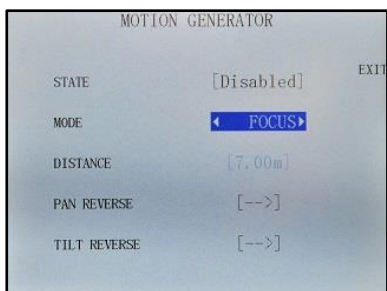 MOTION GENERATOR
EXIT
STATE [Disabled]
MODE ◂ FOCUS▸
DISTANCE [7.00m]
PAN REVERSE [-->]
TILT REVERSE [-->]